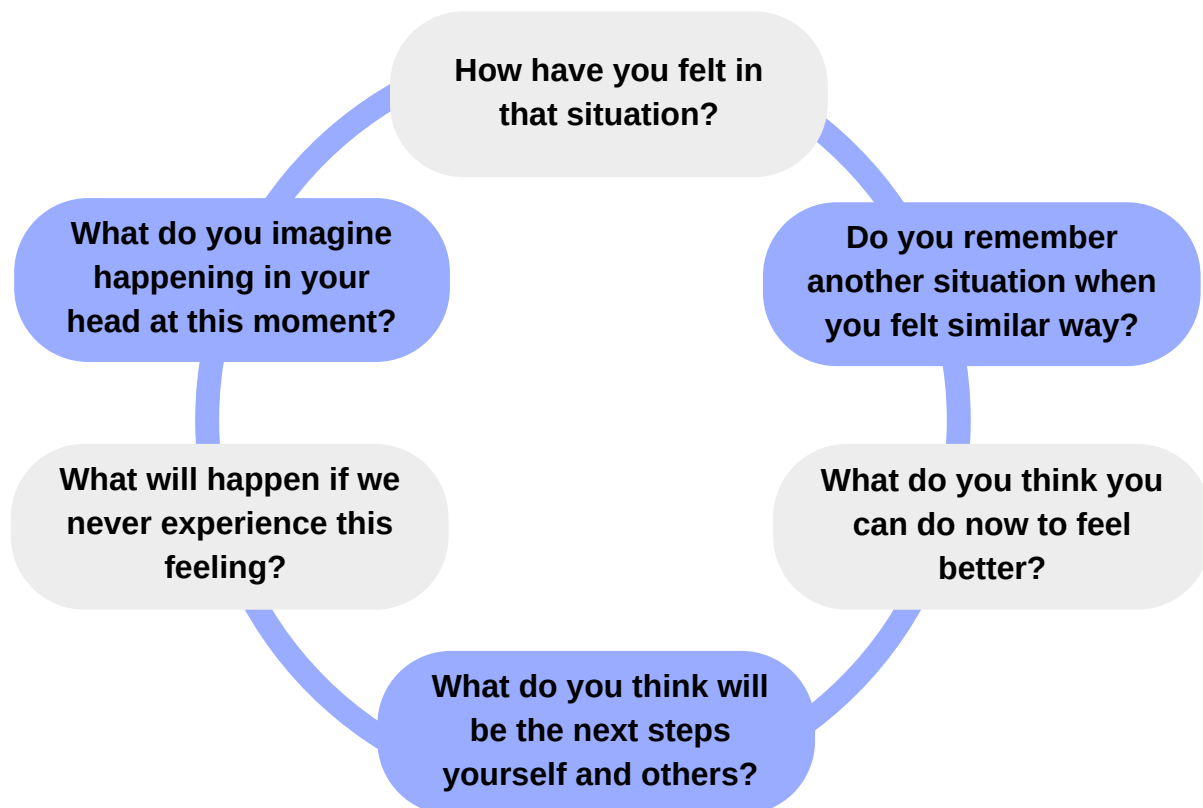 How have you felt in
that situation?
Do you remember
another situation when
you felt similar way?
What do you think you
can do now to feel
better?
What do you think will
be the next steps
yourself and others?
What will happen if we
never experience this
feeling?
What do you imagine
happening in your
head at this moment?